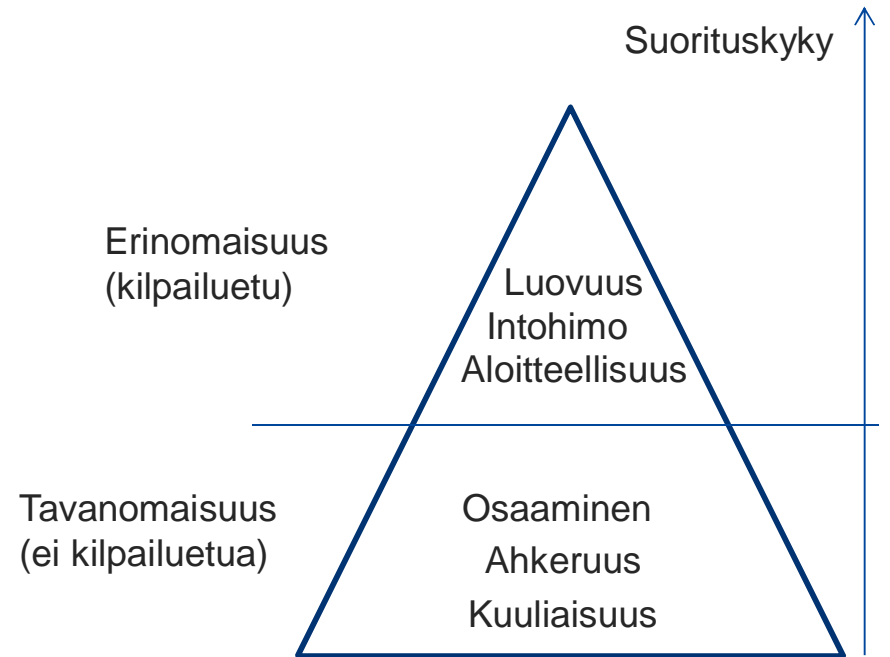 Suorituskyky
Erinomaisuus
(kilpailuetu)
Luovuus
Intohimo
Aloitteellisuus
Tavanomaisuus
(ei kilpailuetua)
Osaaminen
Ahkeruus
Kuuliaisuus